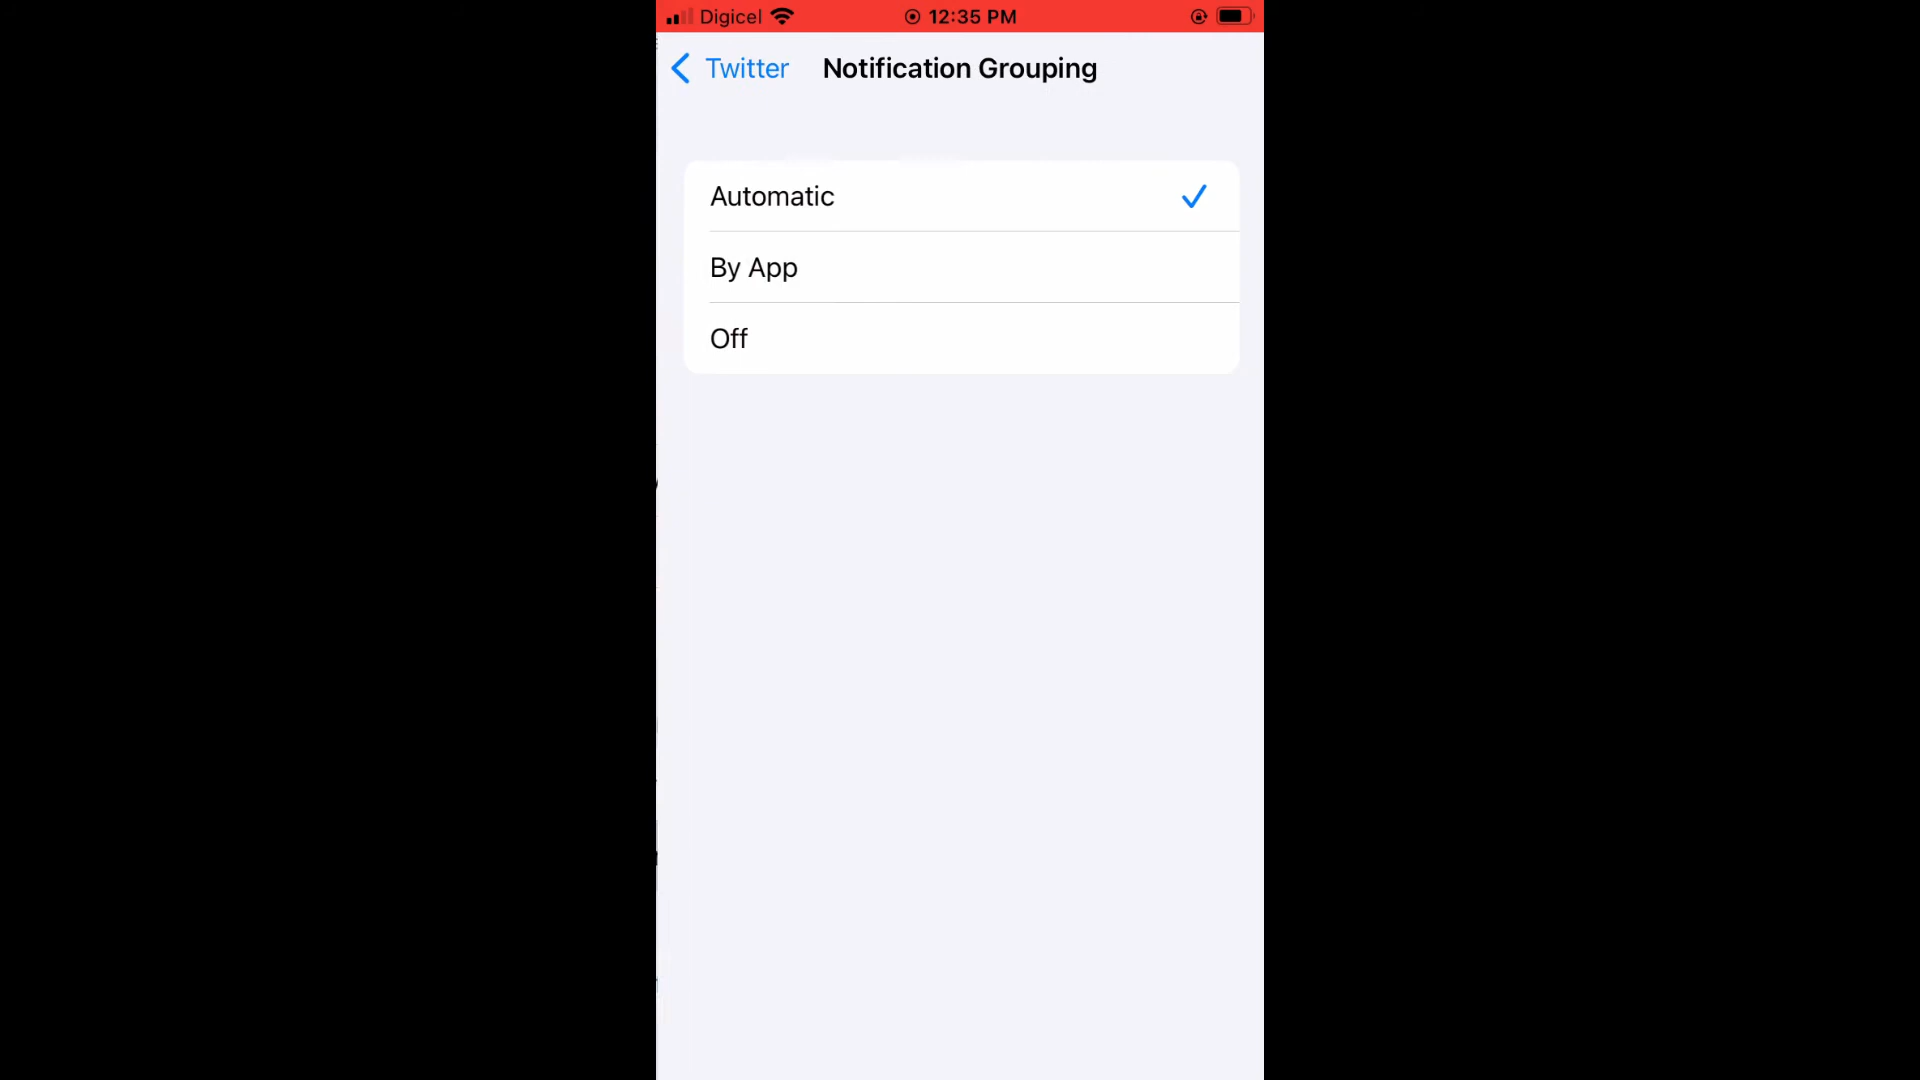 Digicel 12:35 PM
Twitter Notification Grouping
Automatic
By App
Off